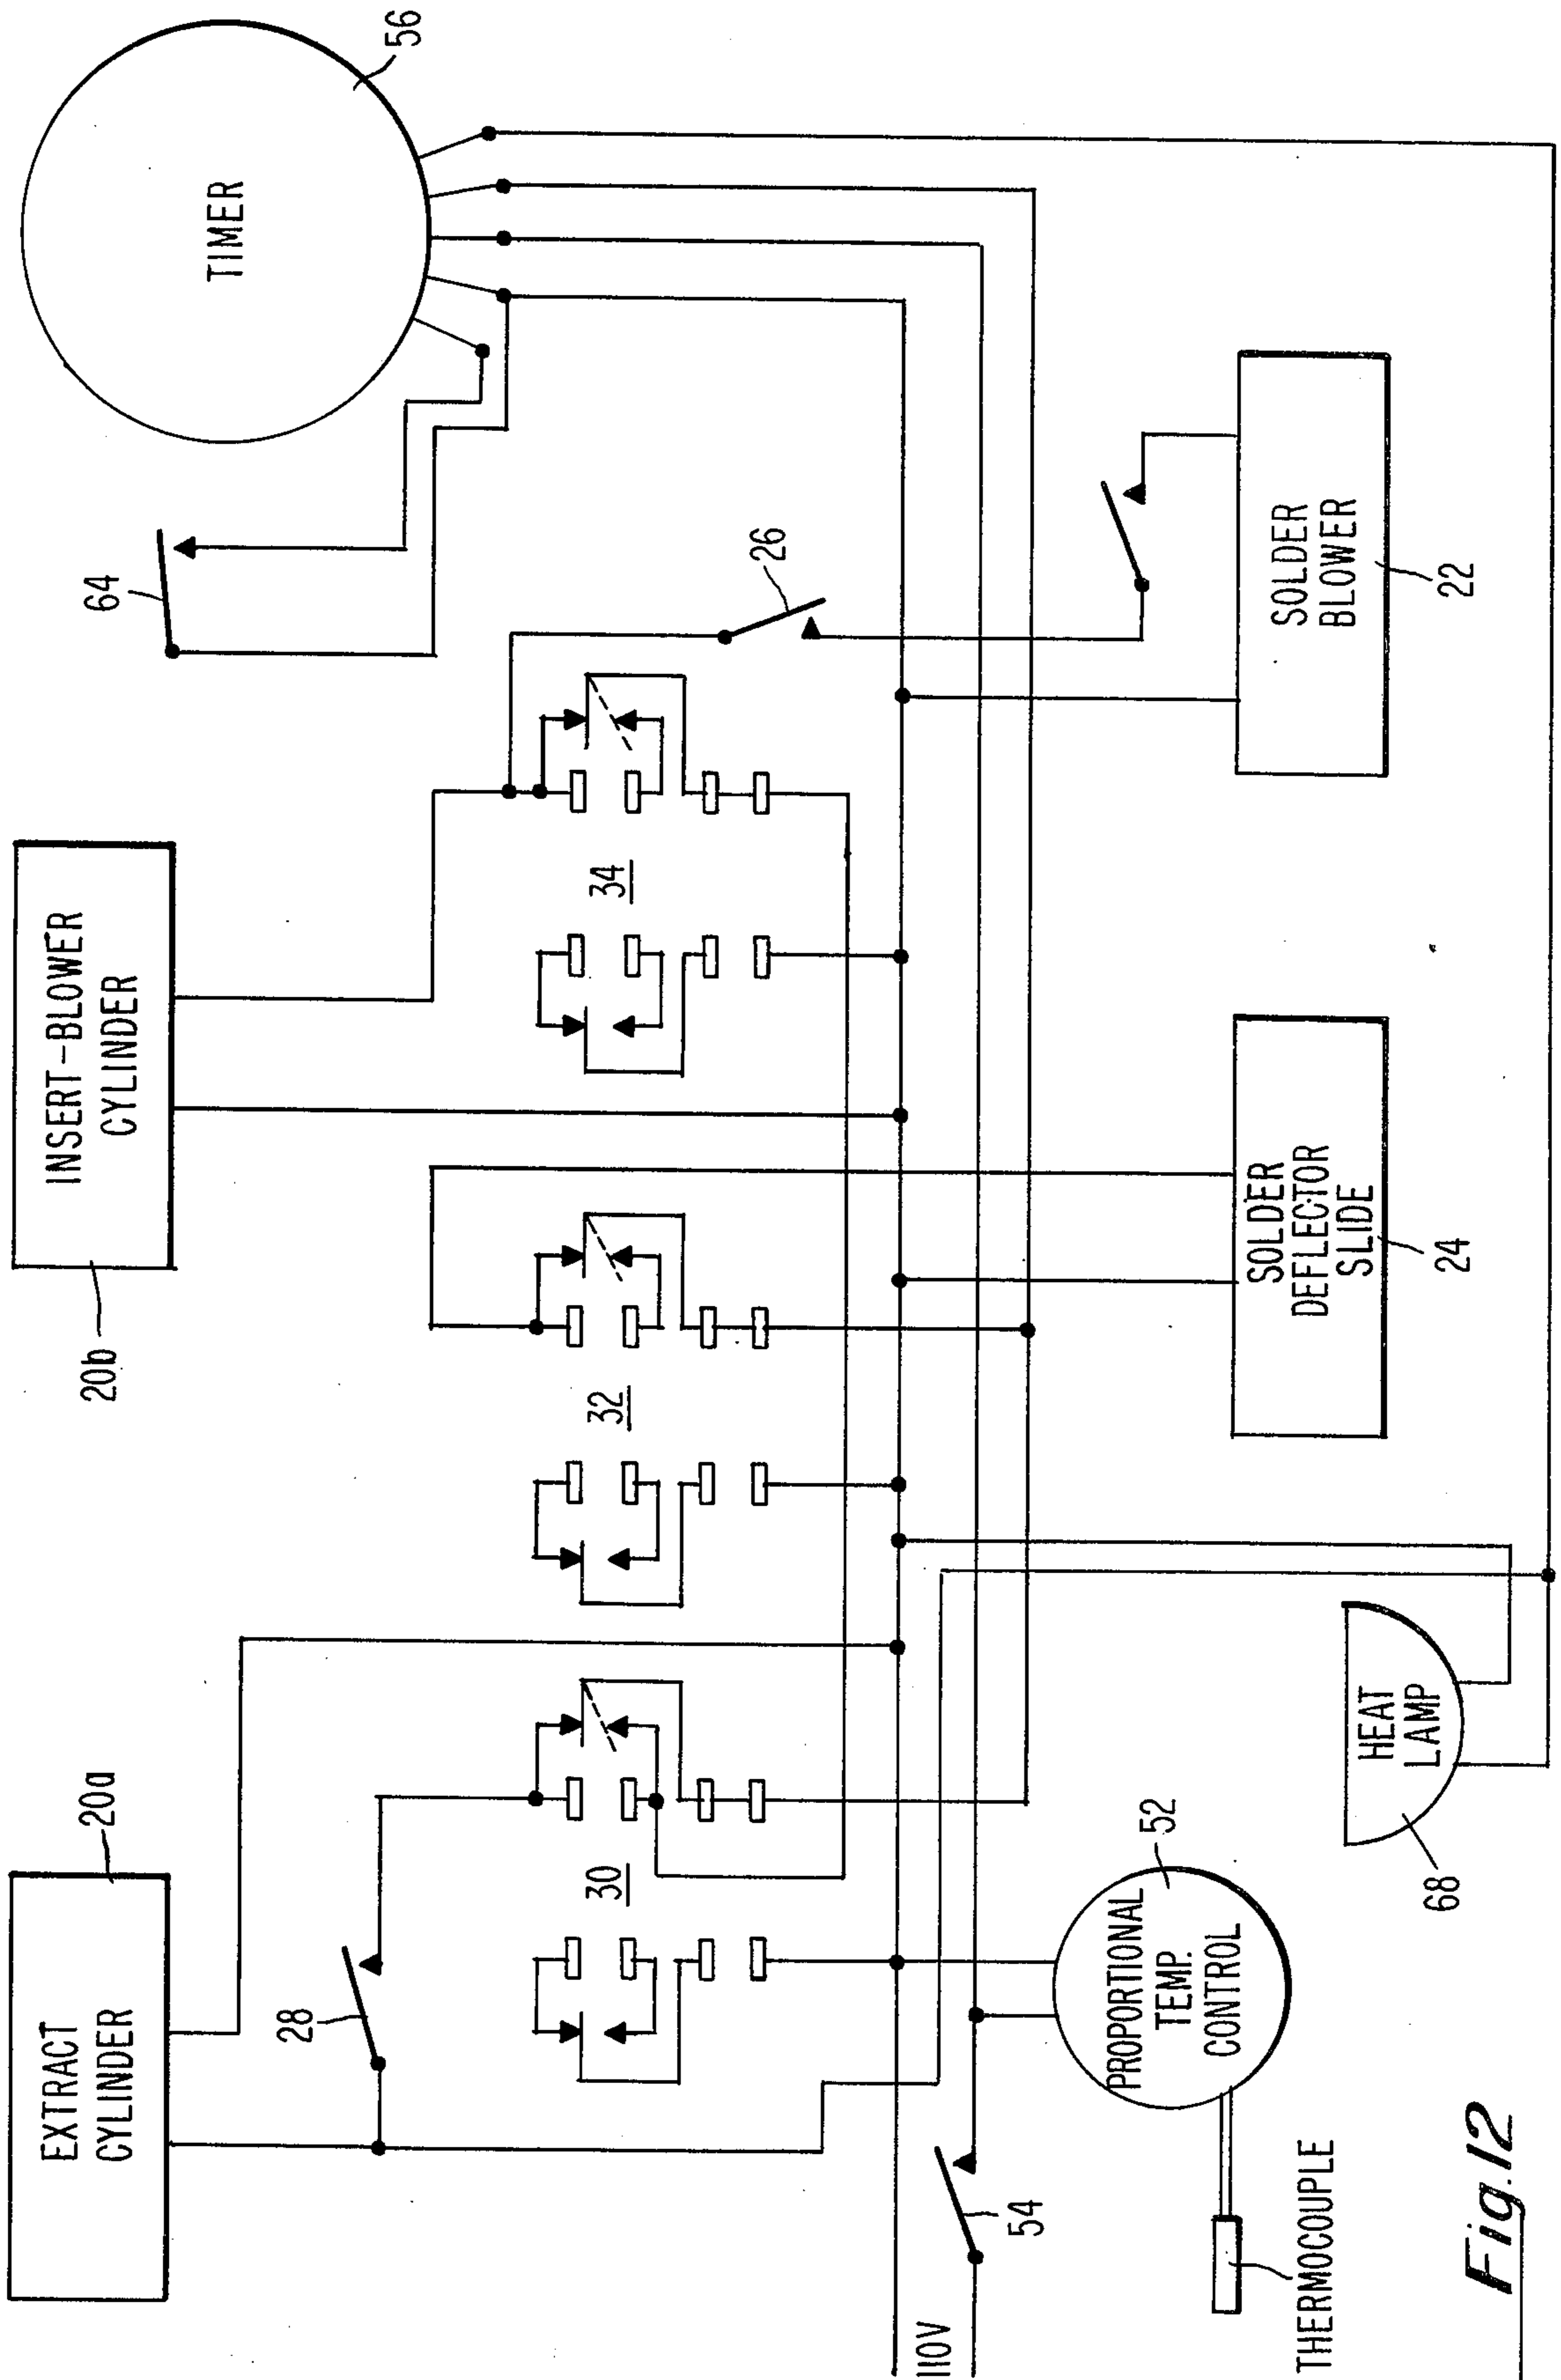 EXTRACT
CYLINDER
20a
INSERT-BLOWER
CYLINDER
20b
TIMER
56
64
28
30
32
34
26
110V
54
PROPORTIONAL
TEMP.
CONTROL
52
THERMOCOUPLE
HEAT
LAMP
68
SOLDER
DEFLECTOR
SLIDE
24
SOLDER
BLOWER
22
Fig.12